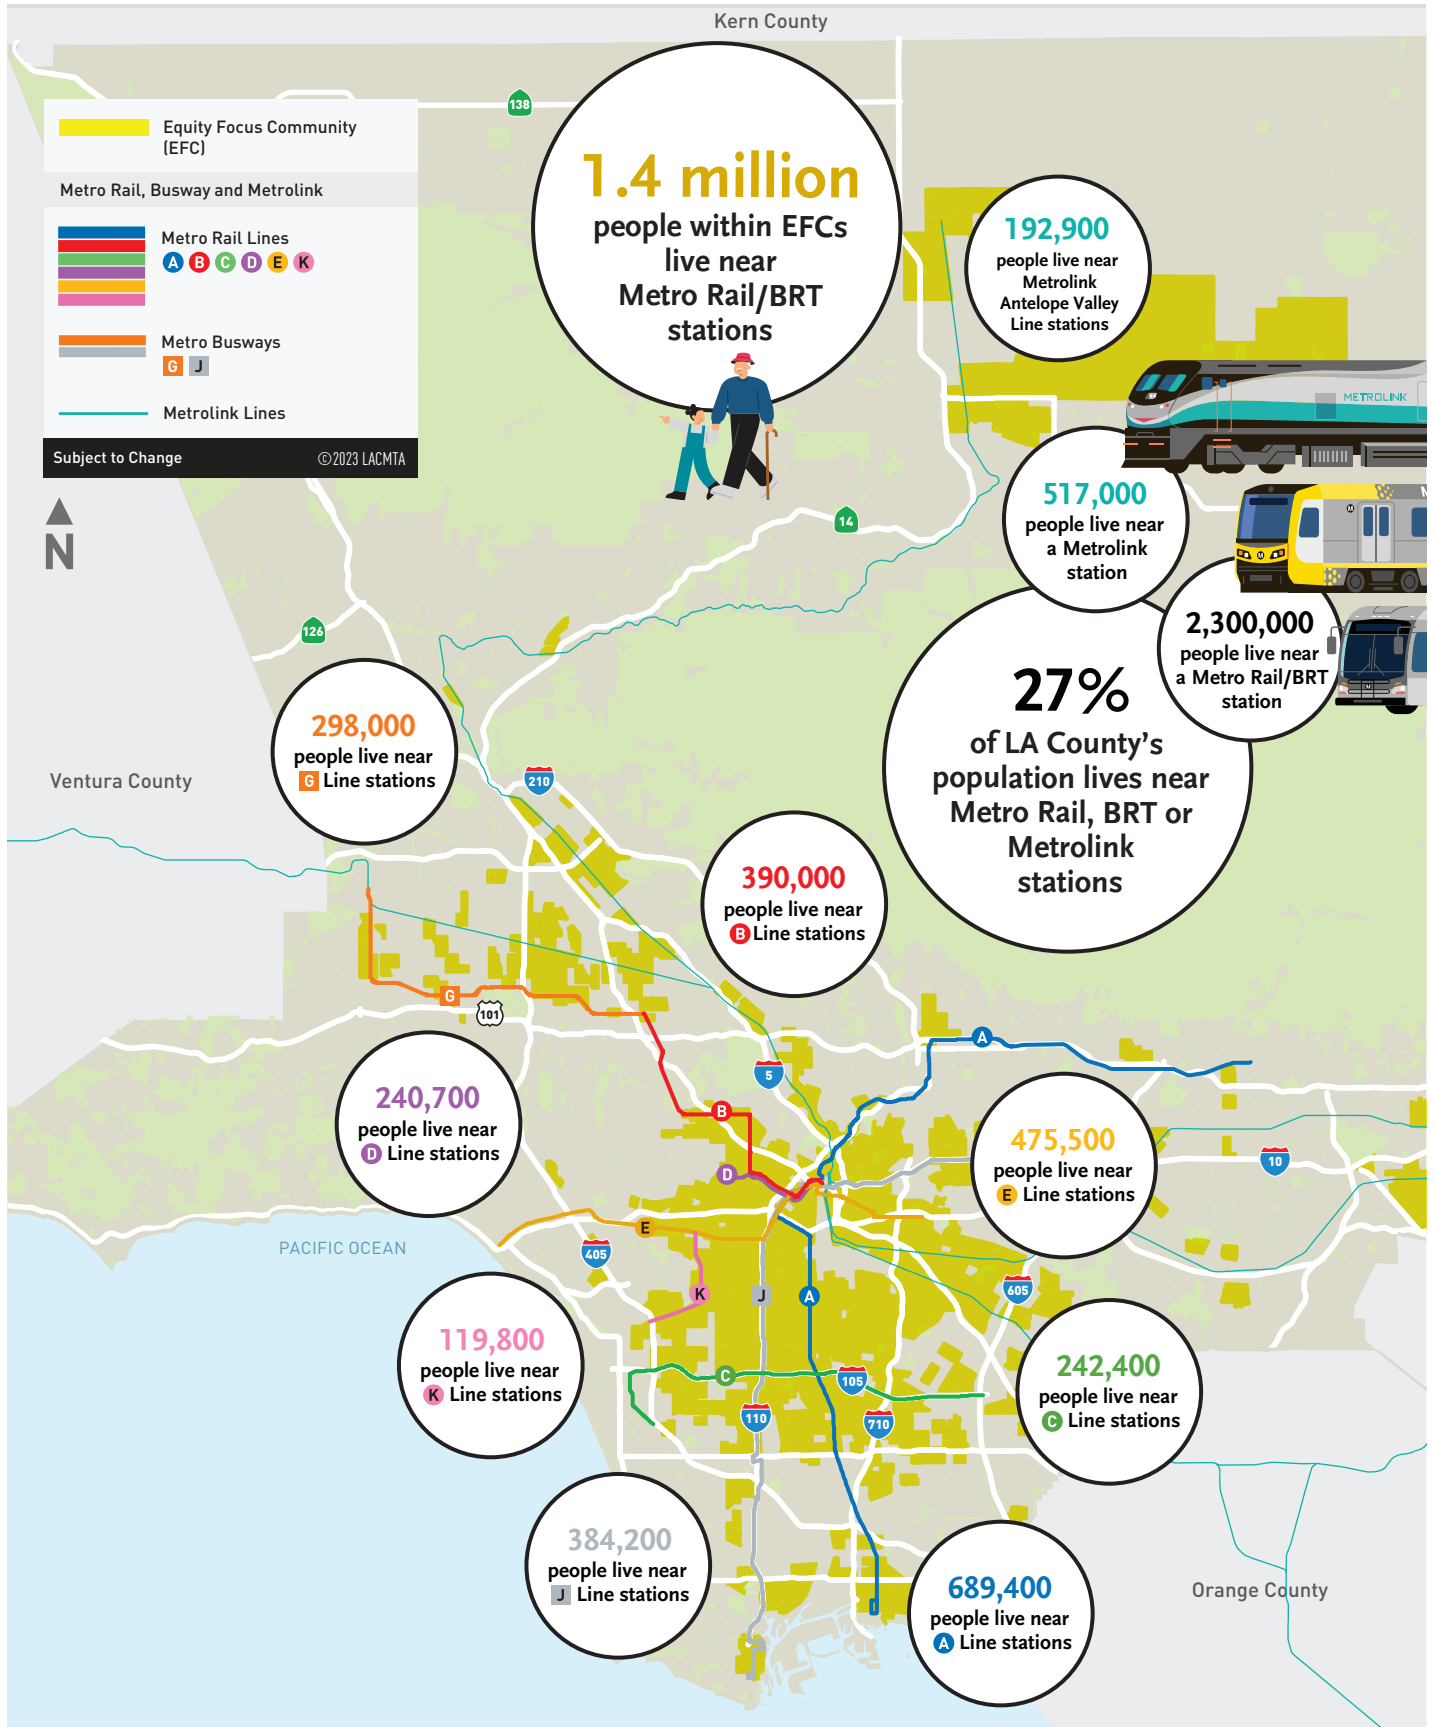 Kern County
138
Equity Focus Community
(EFC)
Metro Rail, Busway and Metrolink
Metro Rail Lines
A B C D E K
Metro Busways
G J
Metrolink Lines
Subject to Change ©2023 LACMTA
N
1.4 million
people within EFCs
live near
Metro Rail/BRT
stations
192,900
people live near
Metrolink
Antelope Valley
Line stations
METROLINK
517,000
people live near
a Metrolink
station
M
M
M
14
126
2,300,000
people live near
a Metro Rail/BRT
station
M
27%
of LA County's
population lives near
Metro Rail, BRT or
Metrolink
stations
298,000
people live near
G Line stations
Ventura County
210
390,000
people live near
B Line stations
G
101
A
5
240,700
people live near
D Line stations
B
D
475,500
people live near
E Line stations
10
PACIFIC OCEAN
E
405
K
J
A
605
119,800
people live near
K Line stations
C
105
110
710
242,400
people live near
C Line stations
384,200
people live near
J Line stations
689,400
people live near
A Line stations
Orange County